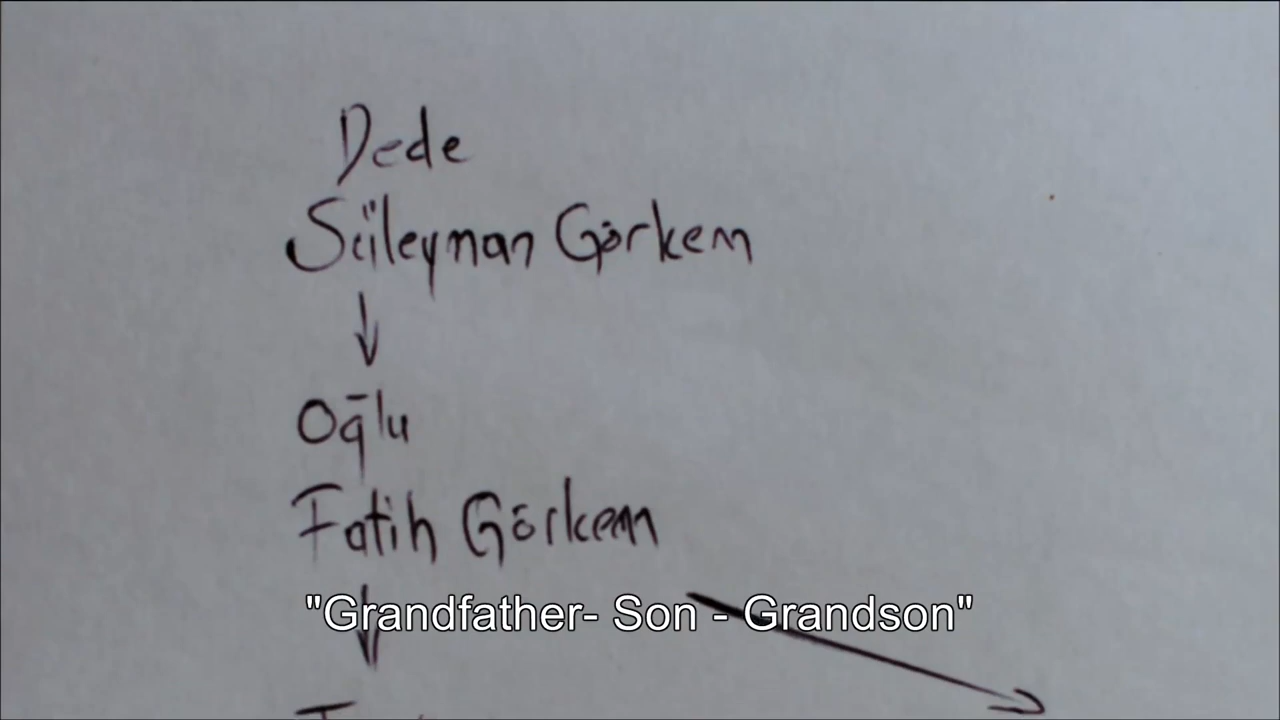 Dede
Süleyman Görkem
Oğlu
Fatih Görkem
"Grandfather- Son - Grandson"